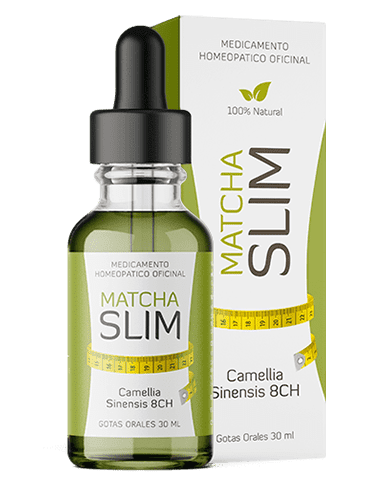 MEDICAMENTO
HOMEOPATICO OFICINAL
100% Natural
MATCHA
SLIM
Camellia
Sinensis 8CH
Gotas Orales 30 ml
MEDICAMENTO
HOMEOPATICO OFICINAL
MATCHA
SLIM
Camellia
Sinensis 8CH
GOTAS ORALES 30 ML